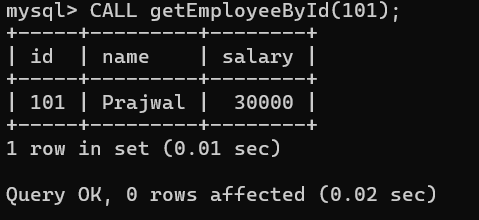 mysql> CALL getEmployeeById(101);
+-----+---------+--------+
| id  | name    | salary |
+-----+---------+--------+
| 101 | Prajwal |  30000 |
+-----+---------+--------+
1 row in set (0.01 sec)

Query OK, 0 rows affected (0.02 sec)